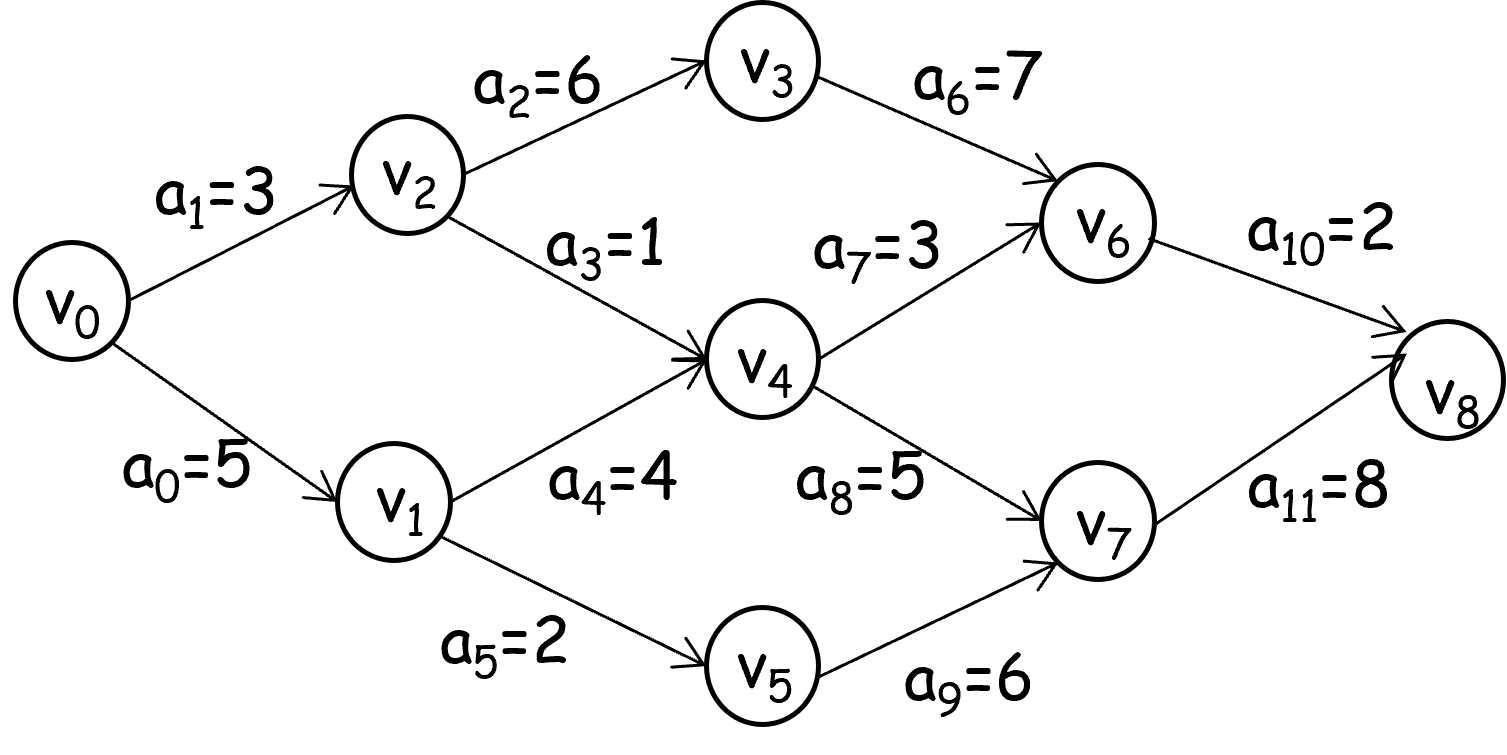 v3
a2=6
a6=7
v2
a1=3
v6
a3=1
a7=3
a10=2
v0
v4
v8
a0=5
v1
a4=4
a8=5
a11=8
v7
a5=2
v5
a9=6